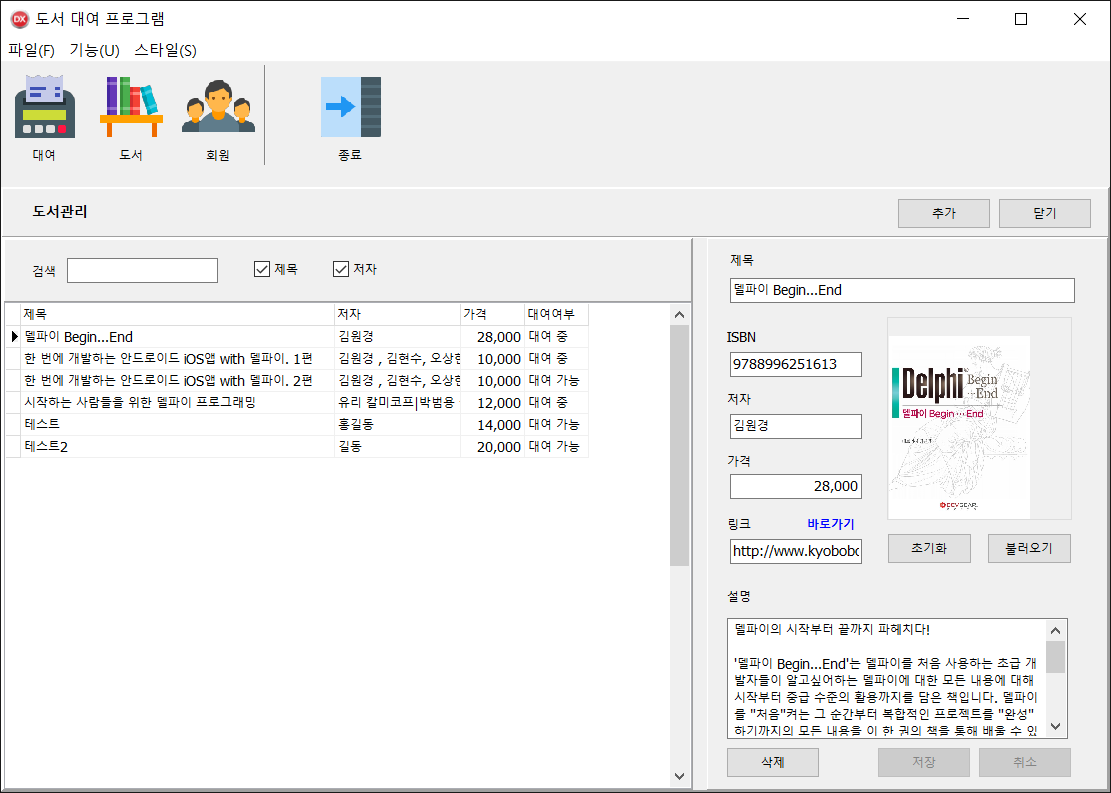 DX 도서 대여 프로그램
파일(F) 기능(U) 스타일(S)
대여 도서 회원 종료
도서관리
추가 닫기
검색 제목 저자
제목 저자 가격 대여여부
델파이 Begin...End 김원경 28,000 대여 중
한 번에 개발하는 안드로이드 iOS앱 with 델파이. 1편 김원경 , 김현수, 오상현 10,000 대여 중
한 번에 개발하는 안드로이드 iOS앱 with 델파이. 2편 김원경 , 김현수, 오상현 10,000 대여 가능
시작하는 사람들을 위한 델파이 프로그래밍 유리 칼미코프|박범용 12,000 대여 중
테스트 홍길동 14,000 대여 가능
테스트2 길동 20,000 대여 가능
제목
델파이 Begin...End
ISBN
9788996251613
저자
김원경
가격
28,000
링크 바로가기
http://www.kyobobo
Delphi Begin
...End
델파이 Begin ... End
DEVGEAR
초기화 불러오기
설명
델파이의 시작부터 끝까지 파헤치다!
'델파이 Begin...End'는 델파이를 처음 사용하는 초급 개
발자들이 알고싶어하는 델파이에 대한 모든 내용에 대해
시작부터 중급 수준의 활용까지를 담은 책입니다. 델파이
를 "처음"켜는 그 순간부터 복합적인 프로젝트를 "완성"
하기까지의 모든 내용을 이 한 권의 책을 통해 배울 수 있
삭제 저장 취소